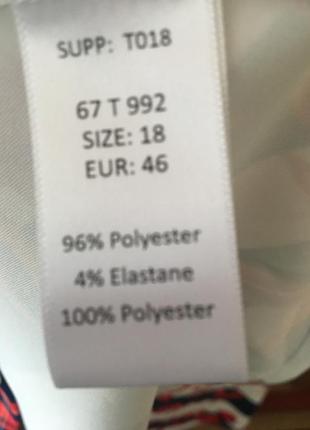 SUPP: T018
67 T 992
SIZE: 18
EUR: 46
96% Polyester
4% Elastane
100% Polyester